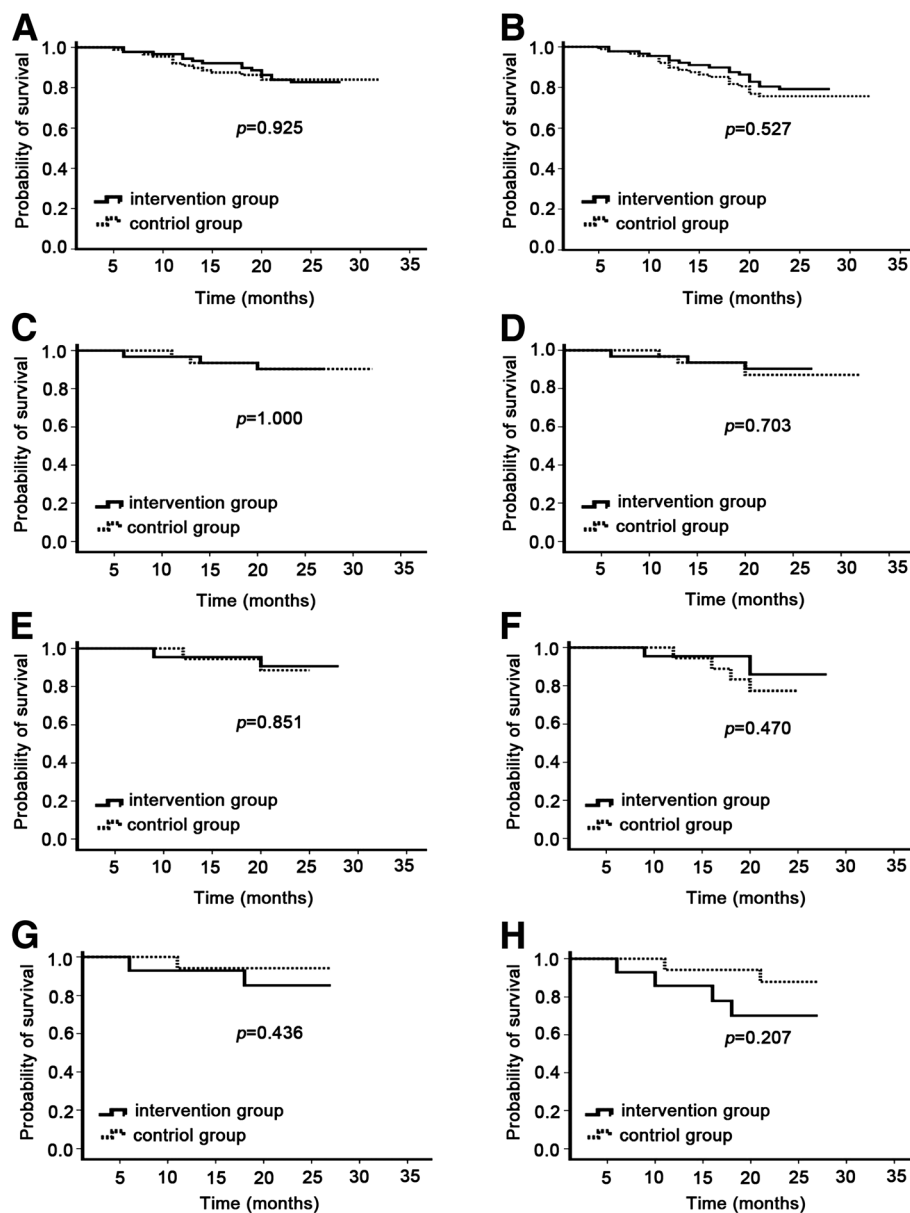 A
Probability of survival
1.0
0.8
0.6
0.4
0.2
0.0
p=0.925
intervention group
contriol group
5 10 15 20 25 30 35
Time (months)
B
Probability of survival
1.0
0.8
0.6
0.4
0.2
0.0
p=0.527
intervention group
contriol group
5 10 15 20 25 30 35
Time (months)
C
Probability of survival
1.0
0.8
0.6
0.4
0.2
0.0
p=1.000
intervention group
contriol group
5 10 15 20 25 30 35
Time (months)
D
Probability of survival
1.0
0.8
0.6
0.4
0.2
0.0
p=0.703
intervention group
contriol group
5 10 15 20 25 30 35
Time (months)
E
Probability of survival
1.0
0.8
0.6
0.4
0.2
0.0
p=0.851
intervention group
contriol group
5 10 15 20 25 30 35
Time (months)
F
Probability of survival
1.0
0.8
0.6
0.4
0.2
0.0
p=0.470
intervention group
contriol group
5 10 15 20 25 30 35
Time (months)
G
Probability of survival
1.0
0.8
0.6
0.4
0.2
0.0
p=0.436
intervention group
contriol group
5 10 15 20 25 30 35
Time (months)
H
Probability of survival
1.0
0.8
0.6
0.4
0.2
0.0
p=0.207
intervention group
contriol group
5 10 15 20 25 30 35
Time (months)